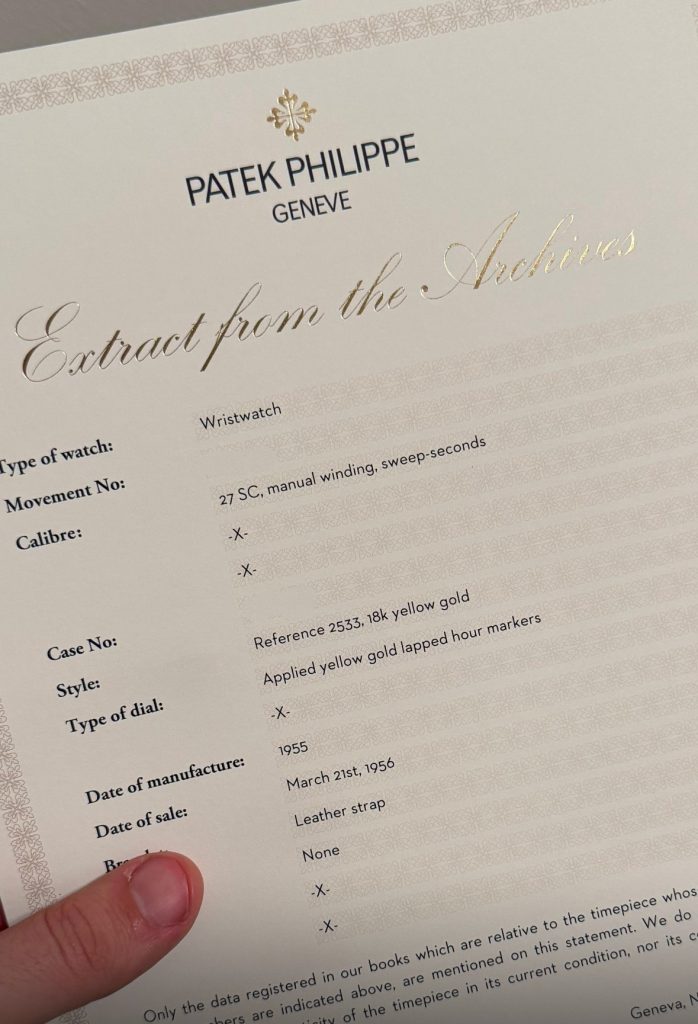 PATEK PHILIPPE
GENEVE
Extract from the Archives
Type of watch: Wristwatch
Movement No:
Calibre: 27 SC, manual winding, sweep-seconds
-X-
-X-
Case No:
Style: Reference 2533, 18k yellow gold
Type of dial: Applied yellow gold lapped hour markers
-X-
Date of manufacture: 1955
Date of sale: March 21st, 1956
Leather strap
None
-X-
-X-
Only the data registered in our books which are relative to the timepiece
are indicated above, are mentioned on this statement. We do
of the timepiece in its current condition, nor its
Geneva,